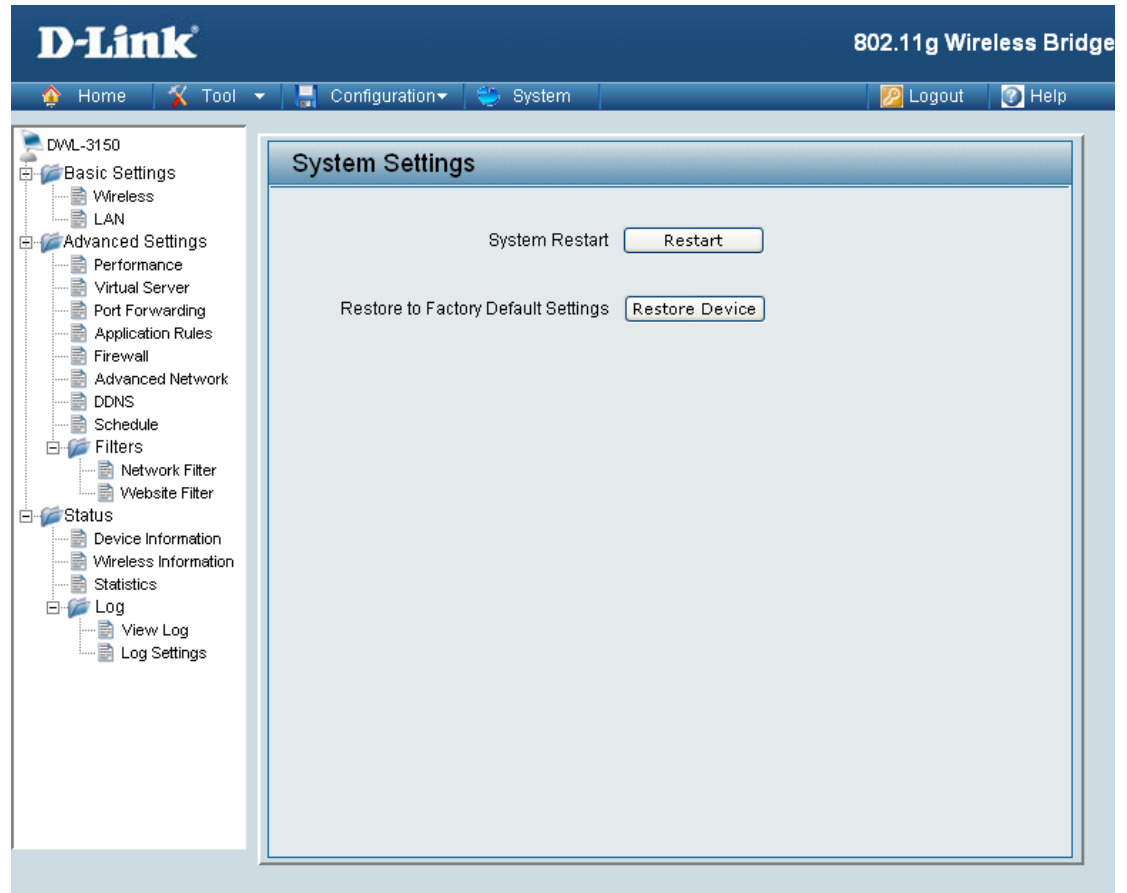 D-Link
802.11g Wireless Bridge
Home Tool Configuration System Logout Help
DWL-3150
Basic Settings
Wireless
LAN
Advanced Settings
Performance
Virtual Server
Port Forwarding
Application Rules
Firewall
Advanced Network
DDNS
Schedule
Filters
Network Filter
Website Filter
Status
Device Information
Wireless Information
Statistics
Log
View Log
Log Settings
System Settings
System Restart Restart
Restore to Factory Default Settings Restore Device